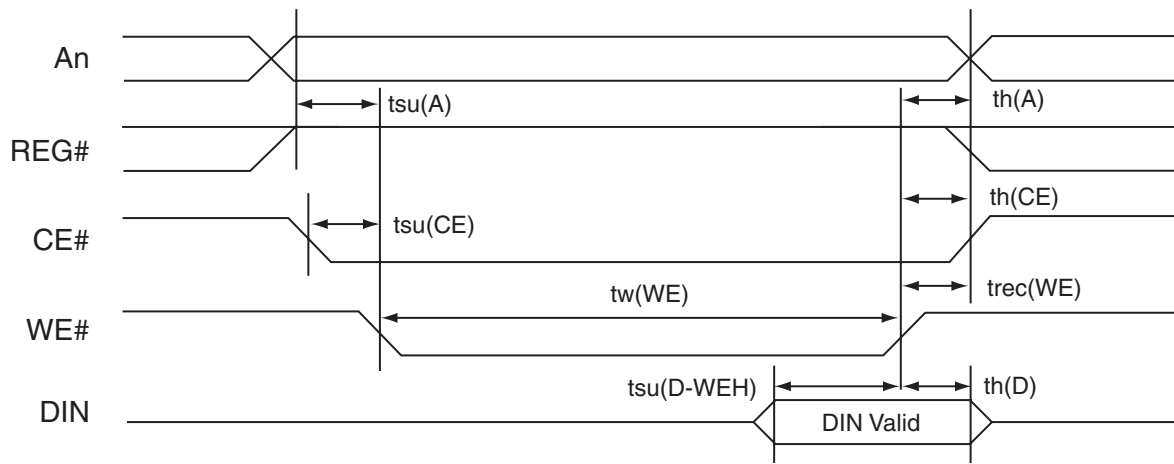 An
tsu(A)
th(A)
REG#
tsu(CE)
th(CE)
CE#
tw(WE)
trec(WE)
WE#
tsu(D-WEH)
th(D)
DIN
DIN Valid